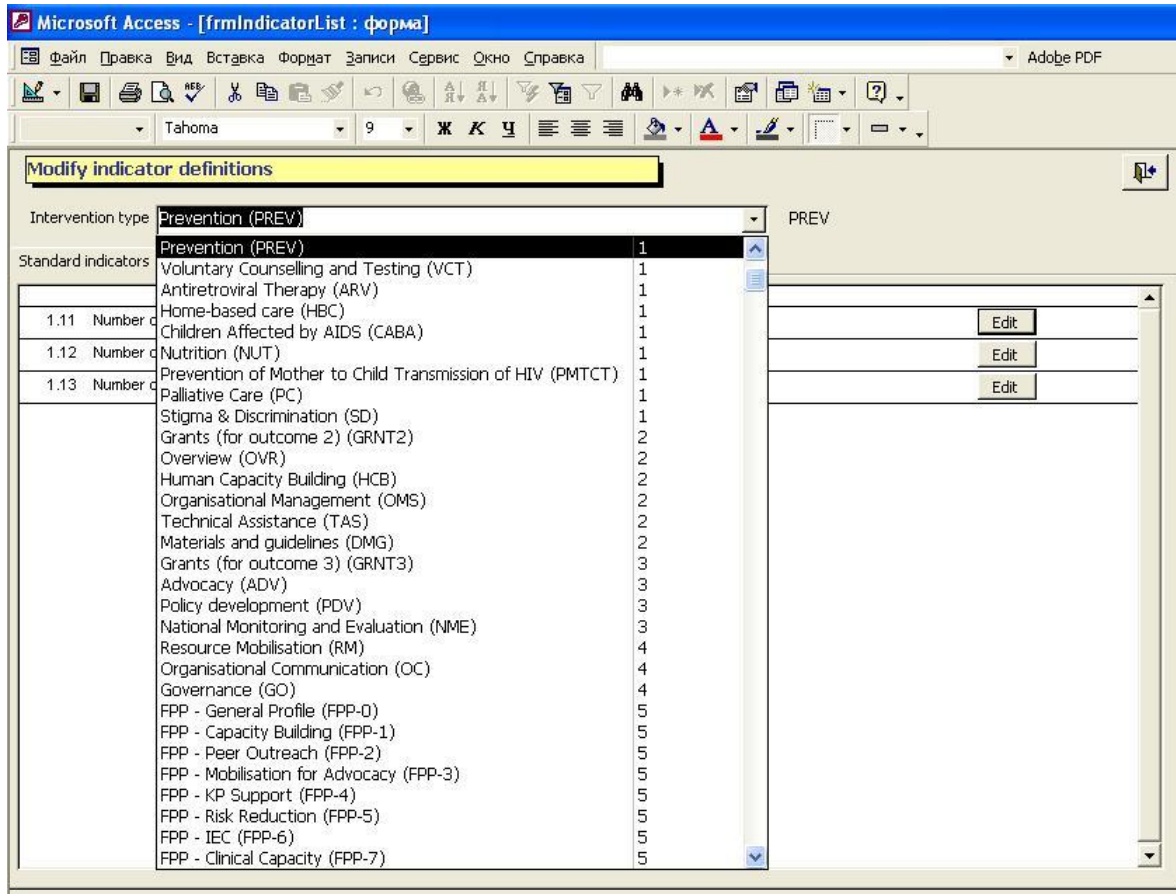 Microsoft Access - [frmIndicatorList : форма]
Файл Правка Вид Вставка Формат Записи Сервис Окно Справка Adobe PDF
Tahoma 9 Ж К Ч
Modify indicator definitions
Intervention type Prevention (PREV) PREV
Standard indicators
Prevention (PREV) 1
Voluntary Counselling and Testing (VCT) 1
Antiretroviral Therapy (ARV) 1
Home-based care (HBC) 1
Children Affected by AIDS (CABA) 1
Nutrition (NUT) 1
Prevention of Mother to Child Transmission of HIV (PMTCT) 1
Palliative Care (PC) 1
Stigma & Discrimination (SD) 1
Grants (for outcome 2) (GRNT2) 2
Overview (OVR) 2
Human Capacity Building (HCB) 2
Organisational Management (OMS) 2
Technical Assistance (TAS) 2
Materials and guidelines (DMG) 2
Grants (for outcome 3) (GRNT3) 3
Advocacy (ADV) 3
Policy development (PDV) 3
National Monitoring and Evaluation (NME) 3
Resource Mobilisation (RM) 4
Organisational Communication (OC) 4
Governance (GO) 4
FPP - General Profile (FPP-0) 5
FPP - Capacity Building (FPP-1) 5
FPP - Peer Outreach (FPP-2) 5
FPP - Mobilisation for Advocacy (FPP-3) 5
FPP - KP Support (FPP-4) 5
FPP - Risk Reduction (FPP-5) 5
FPP - IEC (FPP-6) 5
FPP - Clinical Capacity (FPP-7) 5
1.11 Number Edit
1.12 Number Edit
1.13 Number Edit